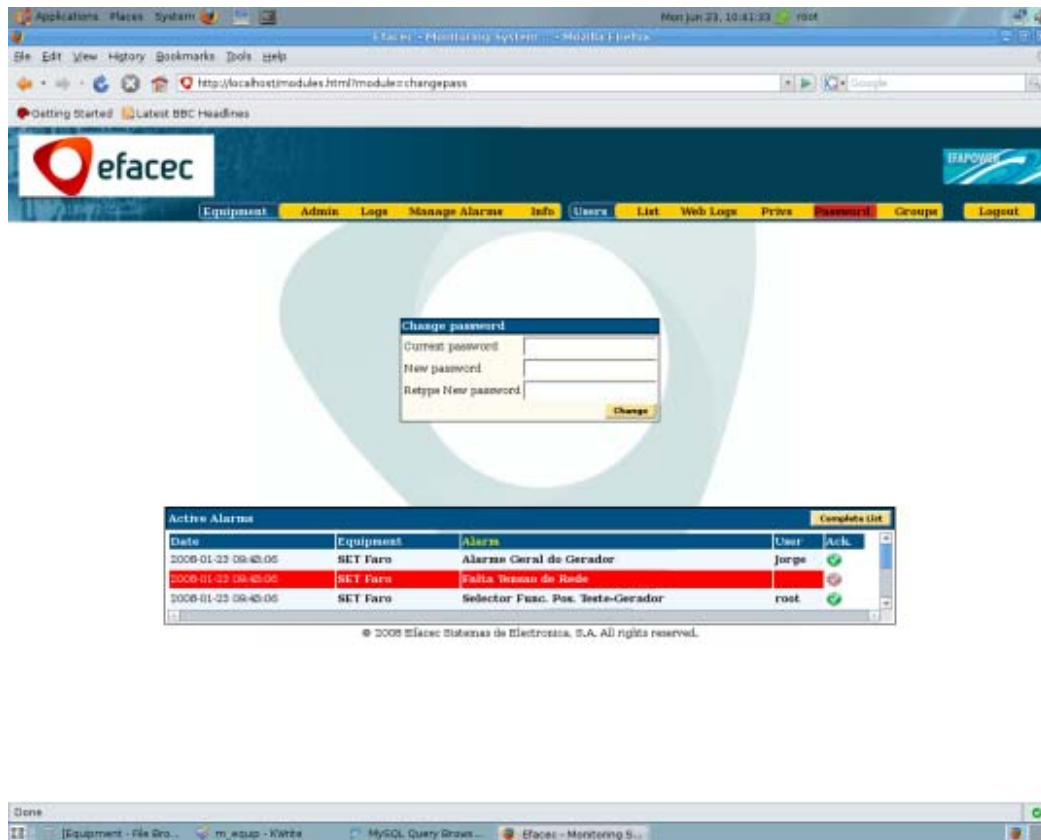 Applications Places System Mon Jun 23, 10:41:33 root
Efacec - Monitoring System ... - Mozilla Firefox
File Edit View History Bookmarks Tools Help
http://localhost/modules.html?module=changepass Google
Getting Started Latest BBC Headlines
efacec
EFAPOWER
Equipment Admin Logs Manage Alarms Info Users List Web Logs Privs Password Groups Logout
Change password
Current password
New password
Retype New password
Change
Active Alarms Complete List
Date Equipment Alarm User Ack.
2008-01-23 09:45:06 SET Faro Alarme Geral do Gerador Jorge
2008-01-23 09:45:06 SET Faro Falta Tensao de Rede
2008-01-23 09:45:06 SET Faro Selector Func. Pos. Teste-Gerador root
© 2008 Efacec Sistemas de Electronica, S.A. All rights reserved.
Done
[Equipment - File Bro... m_equip - KWrite MySQL Query Brows... Efacec - Monitoring S...